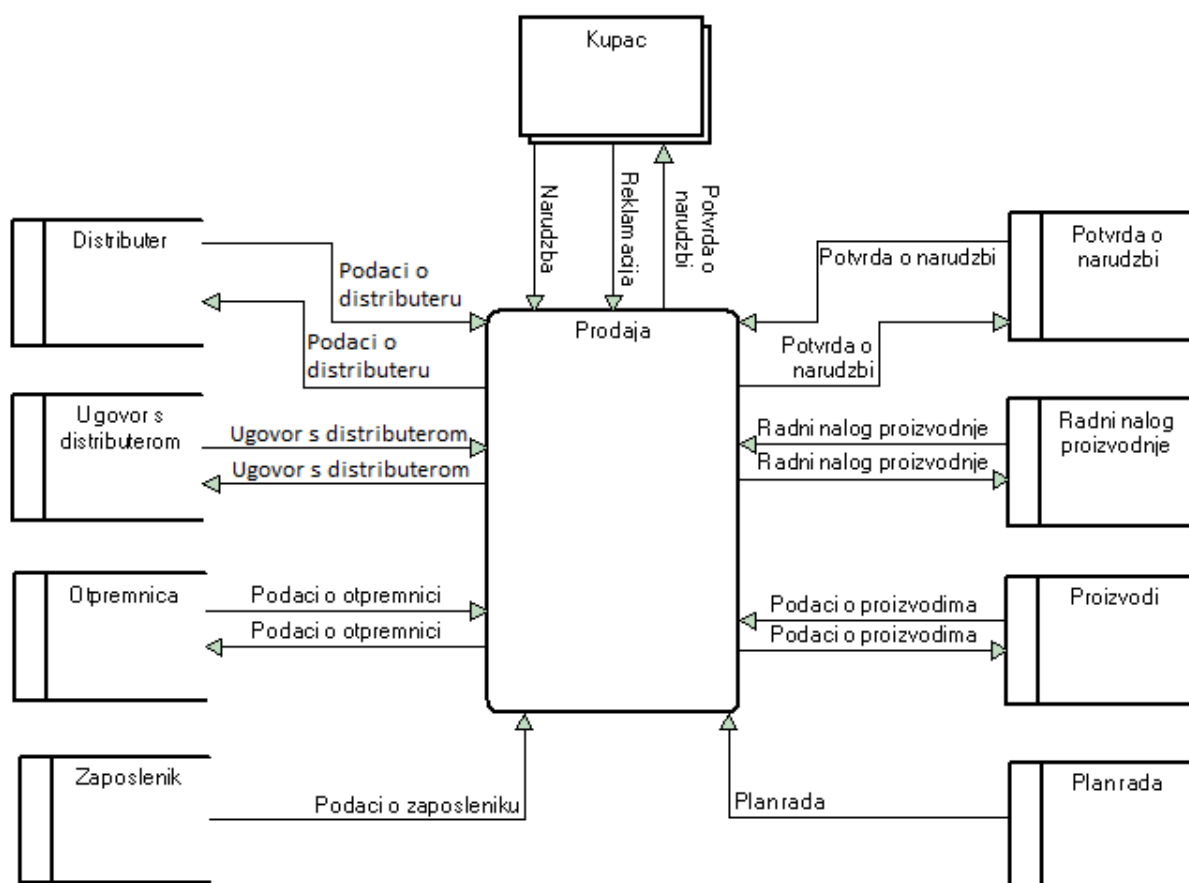 Kupac
Narudzba
Reklamacija
Potvrda o
narudzbi
Distributer
Podaci o
distributeru
Podaci o
distributeru
Potvrda o narudzbi
Potvrda o
narudzbi
Potvrda o
narudzbi
Prodaja
Ugovor s
distributerom
Ugovor s distributerom
Ugovor s distributerom
Radni nalog proizvodnje
Radni nalog proizvodnje
Radni nalog
proizvodnje
Otpremnica
Podaci o otpremnici
Podaci o otpremnici
Podaci o proizvodima
Podaci o proizvodima
Proizvodi
Zaposlenik
Podaci o zaposleniku
Plan rada
Plan rada